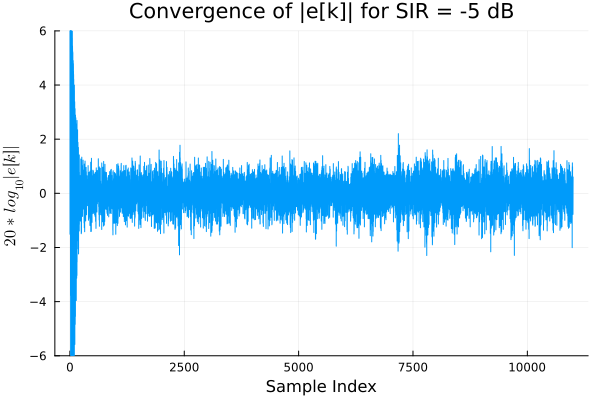 Convergence of |e[k]| for SIR = -5 dB
20 * log₁₀|e[k]|
6
4
2
0
−2
−4
−6
0 2500 5000 7500 10000
Sample Index